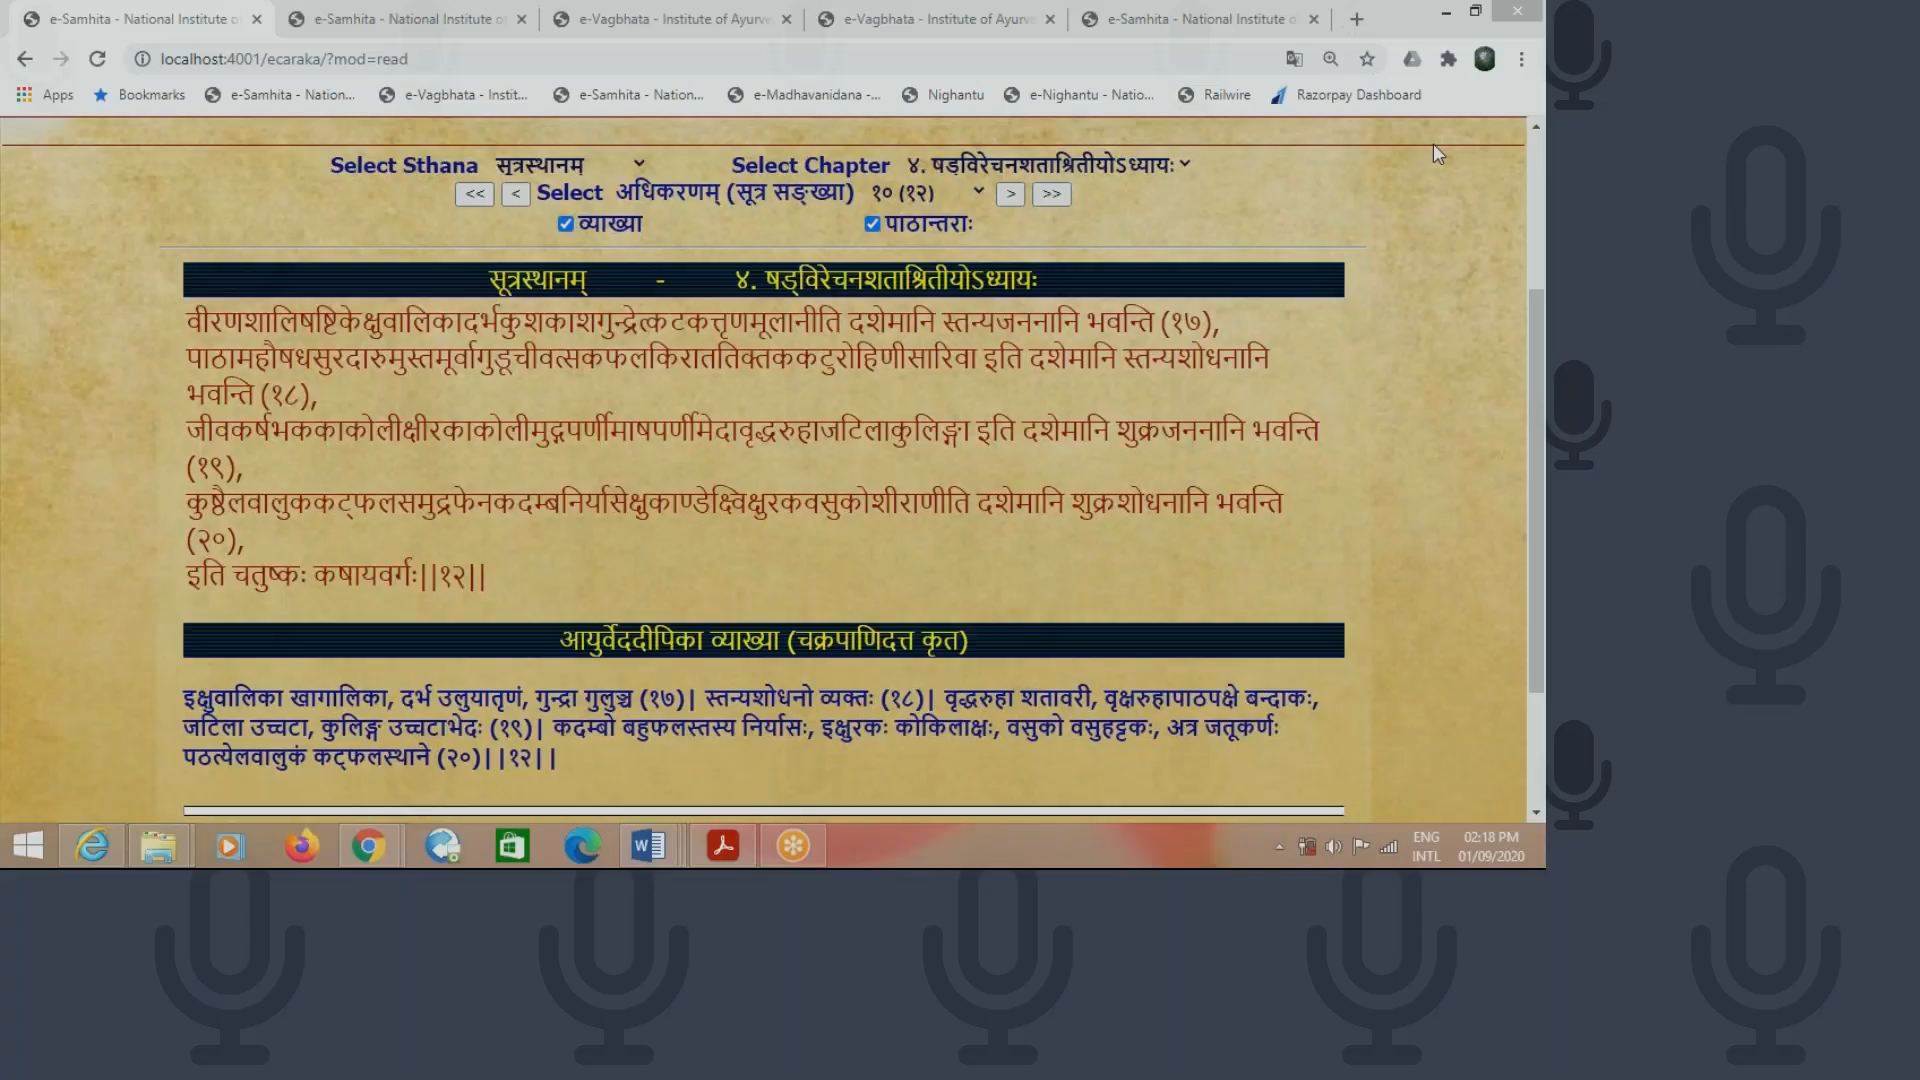 e-Samhita - National Institute o
e-Samhita - National Institute o
e-Vagbhata - Institute of Ayurve
e-Vagbhata - Institute of Ayurve
e-Samhita - National Institute o
localhost:4001/ecaraka/?mod=read
Apps Bookmarks e-Samhita - Nation... e-Vagbhata - Instit... e-Samhita - Nation... e-Madhavanidana -... Nighantu e-Nighantu - Natio... Railwire Razorpay Dashboard
Select Sthana सूत्रस्थानम् Select Chapter ४. षड्विरेचनशताश्रितीयोऽध्यायः
<< < Select अधिकरणम् (सूत्र सङ्ख्या) १० (१२) > >>
व्याख्या पाठान्तराः
सूत्रस्थानम् - ४. षड्विरेचनशताश्रितीयोऽध्यायः
वीरणशालिषष्टिकेक्षुवालिकादर्भकुशकाशगुन्द्रेत्कटकत्तृणमूलानीति दशेमानि स्तन्यजननानि भवन्ति (१७),
पाठामहौषधसुरदारुमुस्तमूर्वागुडूचीवत्सकफलकिराततिक्तककटुरोहिणीसारिवा इति दशेमानि स्तन्यशोधनानि
भवन्ति (१८),
जीवकर्षभककाकोलीक्षीरकाकोलीमुद्गपर्णीमाषपर्णीमेदावृद्धरुहाजटिलाकुलिङ्गा इति दशेमानि शुक्रजननानि भवन्ति
(१९),
कुष्ठैलवालुककट्फलसमुद्रफेनकदम्बनिर्यासेक्षुकाण्डेक्ष्विक्षुरकवसुकोशीराणीति दशेमानि शुक्रशोधनानि भवन्ति
(२०),
इति चतुष्कः कषायवर्गः||१२||
आयुर्वेददीपिका व्याख्या (चक्रपाणिदत्त कृत)
इक्षुवालिका खागालिका, दर्भ उलुयातृणं, गुन्द्रा गुलुञ्च (१७)| स्तन्यशोधनो व्यक्तः (१८)| वृद्धरुहा शतावरी, वृक्षरुहापाठपक्षे बन्दाकः,
जटिला उच्चटा, कुलिङ्ग उच्चटाभेदः (१९)| कदम्बो बहुफलस्तस्य निर्यासः, इक्षुरकः कोकिलाक्षः, वसुको वसुहट्टकः, अत्र जतूकर्णः
पठत्येलवालुकं कट्फलस्थाने (२०)||१२||
ENG 02:18 PM
INTL 01/09/2020